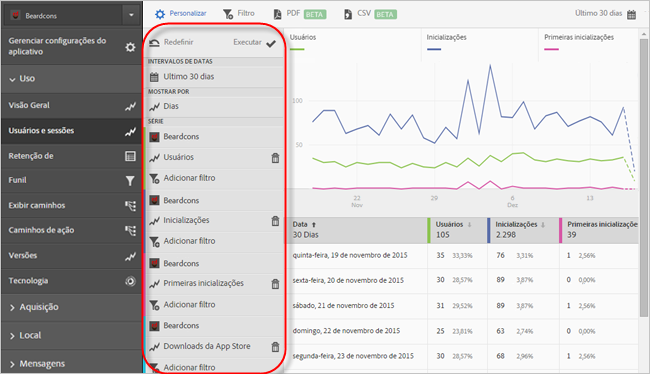 Beardcons
Gerenciar configurações do
aplicativo
Uso
Visão Geral
Usuários e sessões
Retenção de
Funil
Exibir caminhos
Caminhos de ação
Versões
Tecnologia
Aquisição
Local
Mensagens
Personalizar Filtro PDF BETA CSV BETA Último 30 dias
Redefinir Executar
INTERVALOS DE DATAS
Último 30 dias
MOSTRAR POR
Dias
SÉRIE
Beardcons
Usuários
Adicionar filtro
Beardcons
Inicializações
Adicionar filtro
Beardcons
Primeiras inicializações
Adicionar filtro
Beardcons
Downloads da App Store
Adicionar filtro
Usuários Inicializações Primeiras inicializações
100
50
22 29 6 13
Nov Dez
Data Usuários Inicializações Primeiras inicializaçõe
30 Dias 105 2.298 39
quinta-feira, 19 de novembro de 2015 35 33,33% 76 3,31% 1 2,56%
sexta-feira, 20 de novembro de 2015 30 28,57% 89 3,87% 0 0,00%
sábado, 21 de novembro de 2015 31 29,52% 89 3,87% 1 2,56%
domingo, 22 de novembro de 2015 25 23,81% 63 2,74% 0 0,00%
segunda-feira, 23 de novembro de 2015 30 28,57% 68 2,96% 1 2,56%